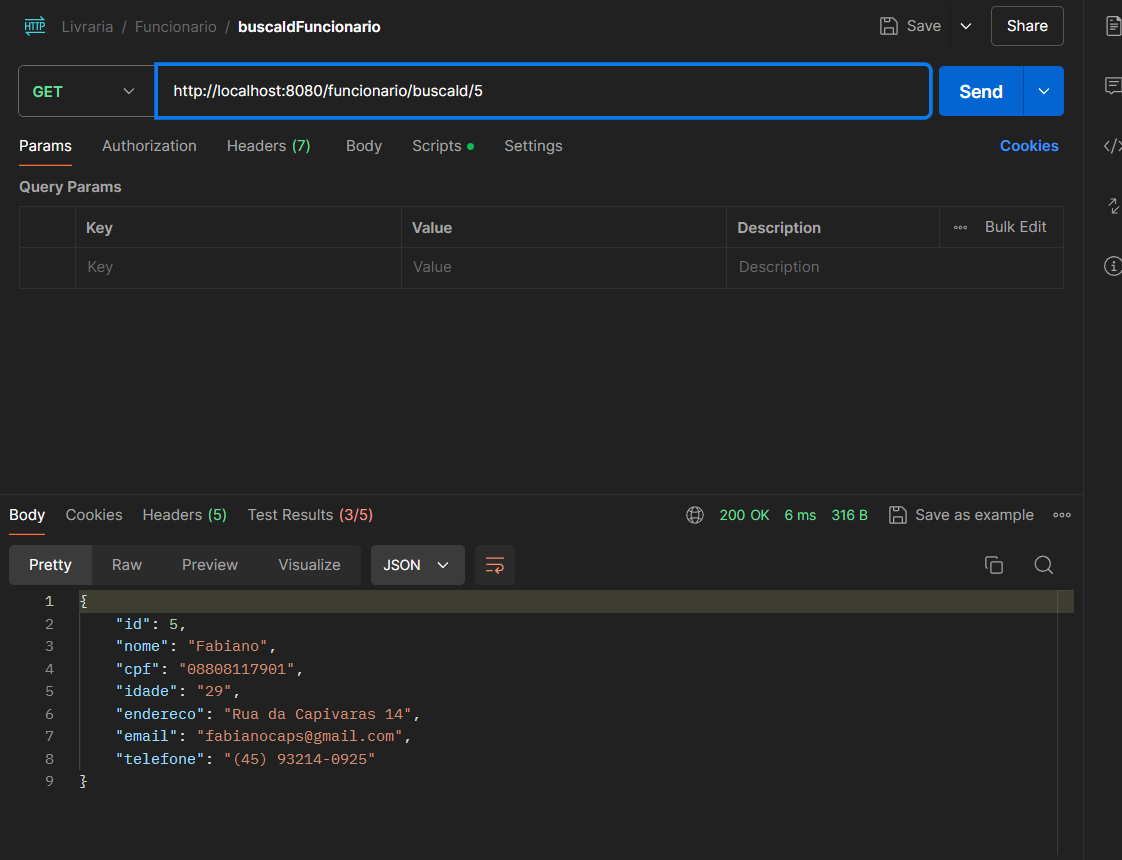 HTTP Livraria / Funcionario / buscaIdFuncionario Save Share
GET http://localhost:8080/funcionario/buscaId/5 Send
Params Authorization Headers (7) Body Scripts Settings Cookies
Query Params
Key Value Description Bulk Edit
Key Value Description
Body Cookies Headers (5) Test Results (3/5) 200 OK 6 ms 316 B Save as example
Pretty Raw Preview Visualize JSON
1 {
2 "id": 5,
3 "nome": "Fabiano",
4 "cpf": "08808117901",
5 "idade": "29",
6 "endereco": "Rua da Capivaras 14",
7 "email": "fabianocaps@gmail.com",
8 "telefone": "(45) 93214-0925"
9 }